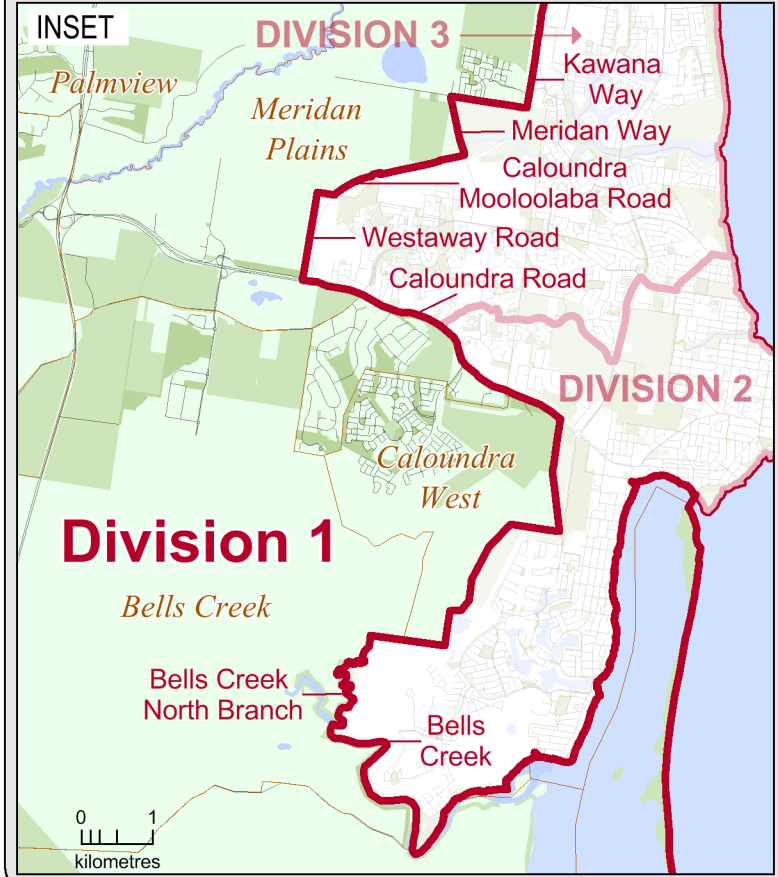 INSET
DIVISION 3
Palmview
Kawana
Way
Meridan
Plains
Meridan Way
Caloundra
Mooloolaba Road
Westaway Road
Caloundra Road
DIVISION 2
Caloundra
West
Division 1
Bells Creek
Bells Creek
North Branch
Bells
Creek
0 1
kilometres